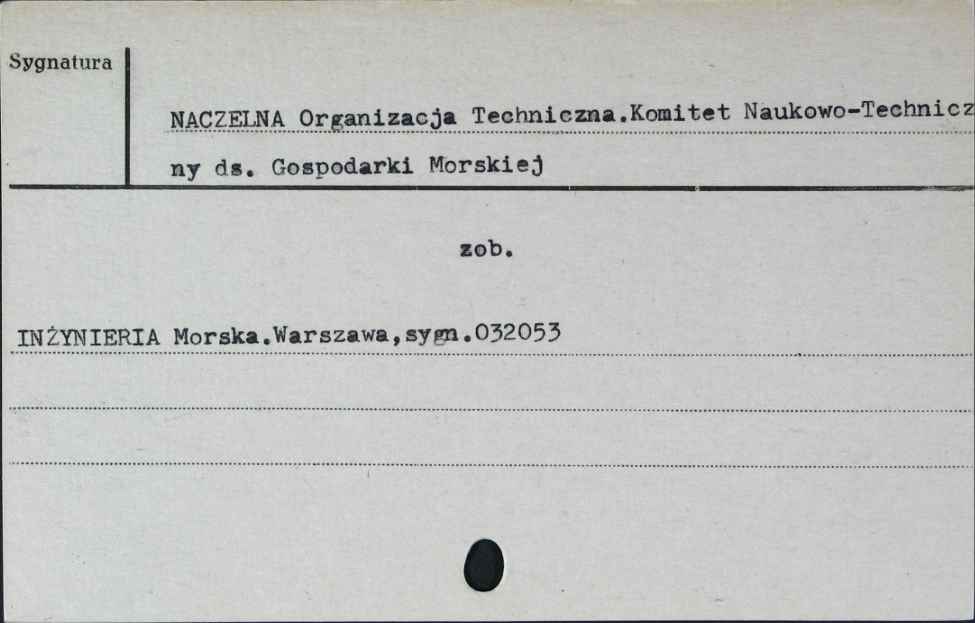 Sygnatura
NACZELNA Organizacja Techniczna.Komitet Naukowo-Technicz
ny ds. Gospodarki Morskiej
zob.
INŻYNIERIA Morska.Warszawa,sygn.032053